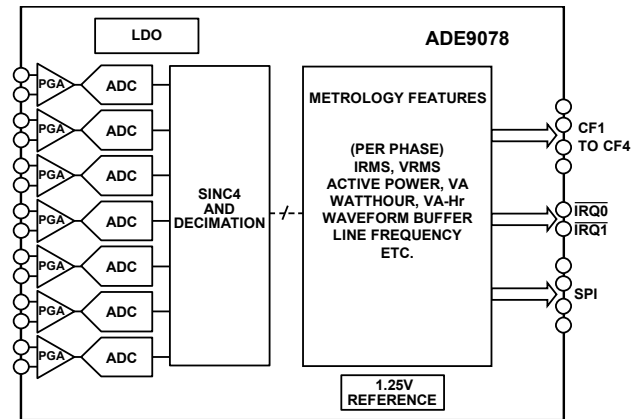 LDO
ADE9078
PGA
ADC
PGA
ADC
PGA
ADC
PGA
ADC
PGA
ADC
PGA
ADC
PGA
ADC
SINC4
AND
DECIMATION
METROLOGY FEATURES
(PER PHASE)
IRMS, VRMS
ACTIVE POWER, VA
WATTHOUR, VA-Hr
WAVEFORM BUFFER
LINE FREQUENCY
ETC.
CF1
TO CF4
IRQ0
IRQ1
SPI
1.25V
REFERENCE